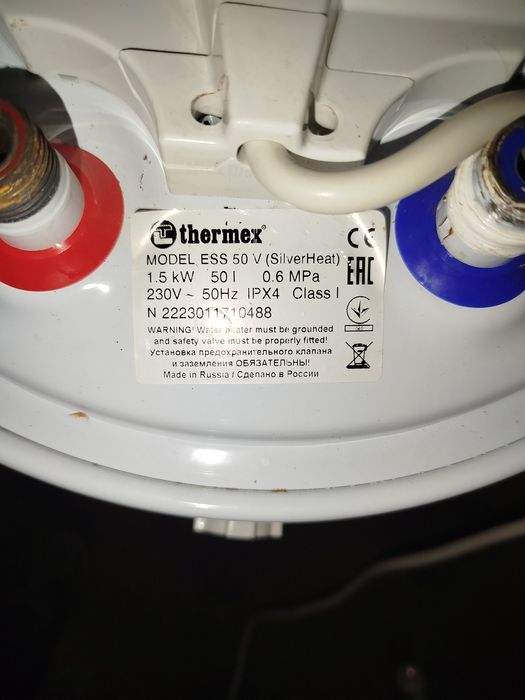 thermex
MODEL ESS 50 V (SilverHeat)
1.5 kW 50 l 0.6 MPa
230V ~ 50Hz IPX4 Class I
N 2223011710488
WARNING! Water heater must be grounded
and safety valve must be properly fitted!
Установка предохранительного клапана
и заземления ОБЯЗАТЕЛЬНЫ!
Made in Russia / Сделано в России
CE
EAC